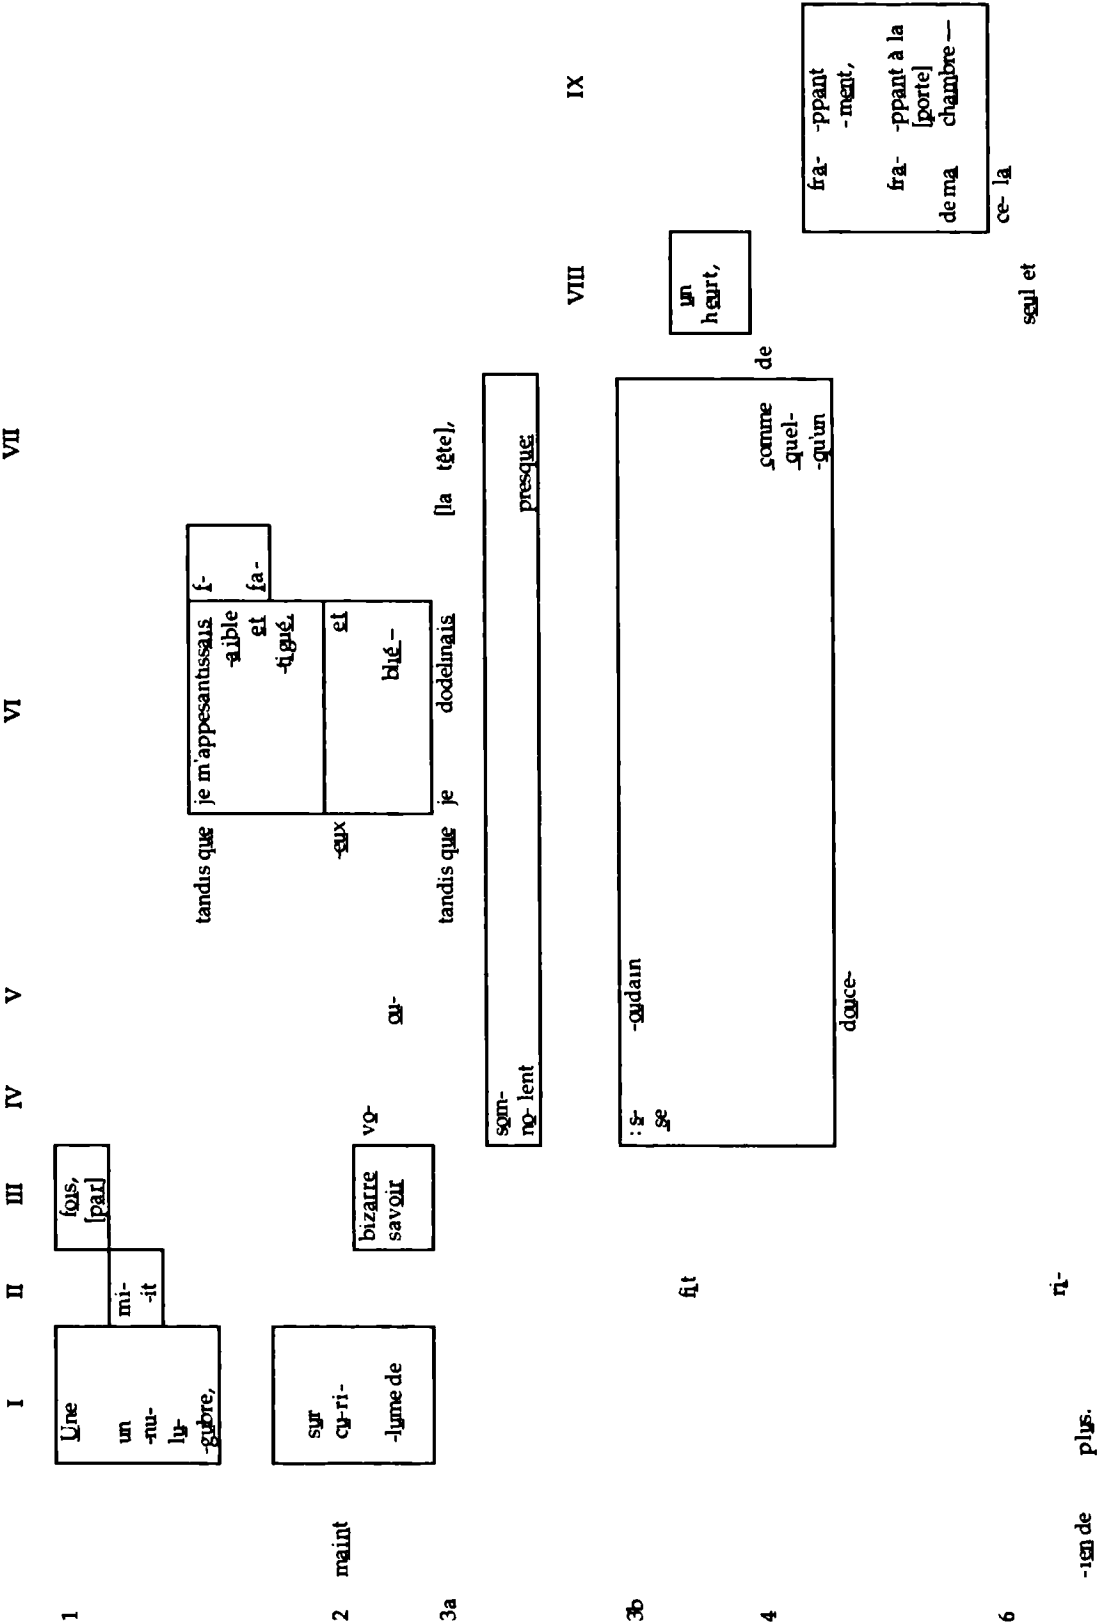 I II III IV V VI VII
1 Une fois,
[par]
un mi-
-nu- -it
lu-
-gubre, tandis que je m'appesantissais f-
-aible
et fa-
-tigué,
sur
2 maint cu-ri- -eux et
bizarre vo-
-lume de savoir ou- blié –
3a tandis que je dodelinais [la tête],
som-
no- lent presque:
VIII IX
3b : s- -oudain
se
fit un
heurt,
4 comme de
quel-
-qu'un fra- -ppant
douce- -ment,
fra- -ppant à la
[porte]
de ma chambre —
6 ce- la
seul et
ri-
-ien de plus.